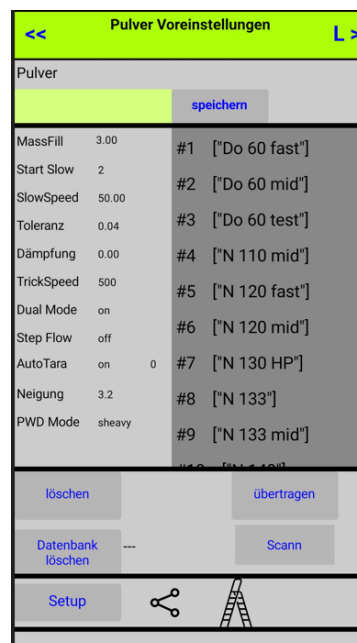 << Pulver Voreinstellungen L >
Pulver
speichern
MassFill 3.00
Start Slow 2
SlowSpeed 50.00
Toleranz 0.04
Dämpfung 0.00
TrickSpeed 500
Dual Mode on
Step Flow off
AutoTara on 0
Neigung 3.2
PWD Mode sheavy
#1 ["Do 60 fast"]
#2 ["Do 60 mid"]
#3 ["Do 60 test"]
#4 ["N 110 mid"]
#5 ["N 120 fast"]
#6 ["N 120 mid"]
#7 ["N 130 HP"]
#8 ["N 133"]
#9 ["N 133 mid"]
löschen übertragen
Datenbank --- Scann
löschen
Setup